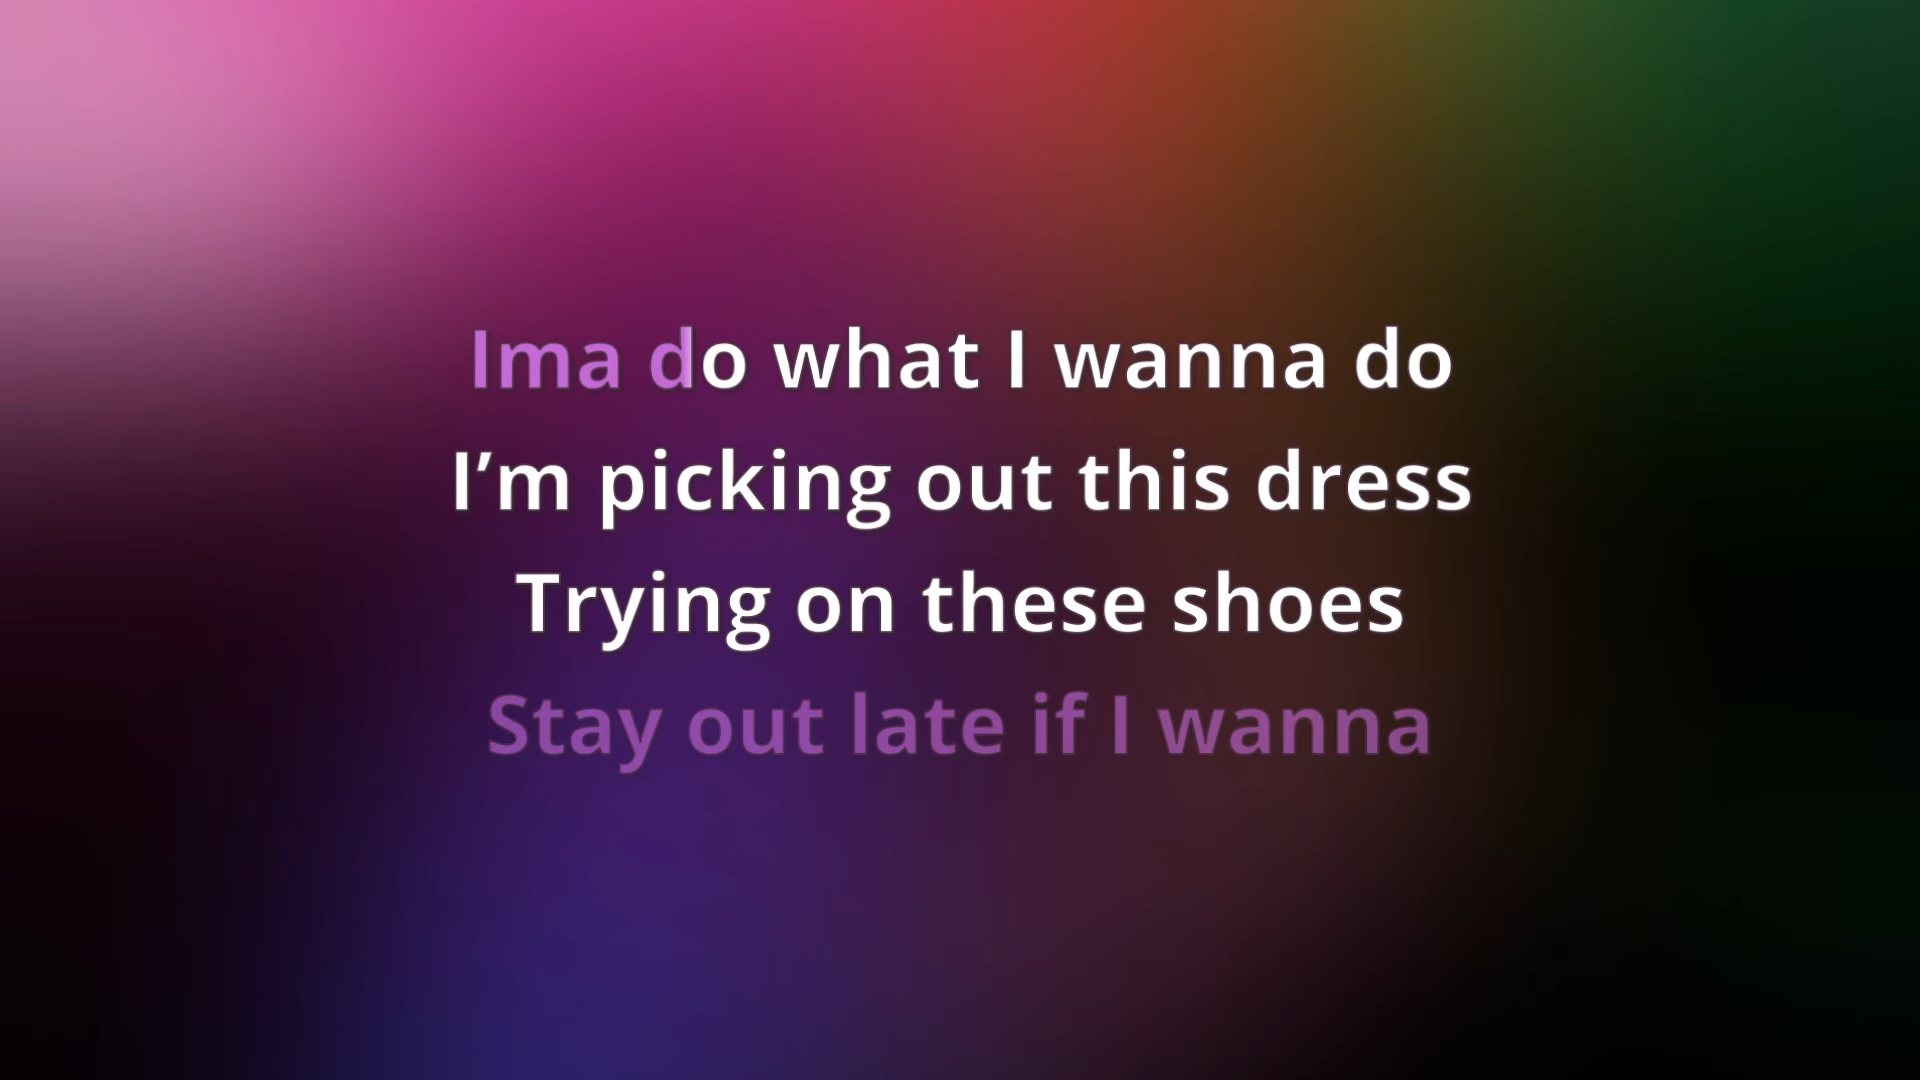 Ima do what I wanna do
I’m picking out this dress
Trying on these shoes
Stay out late if I wanna